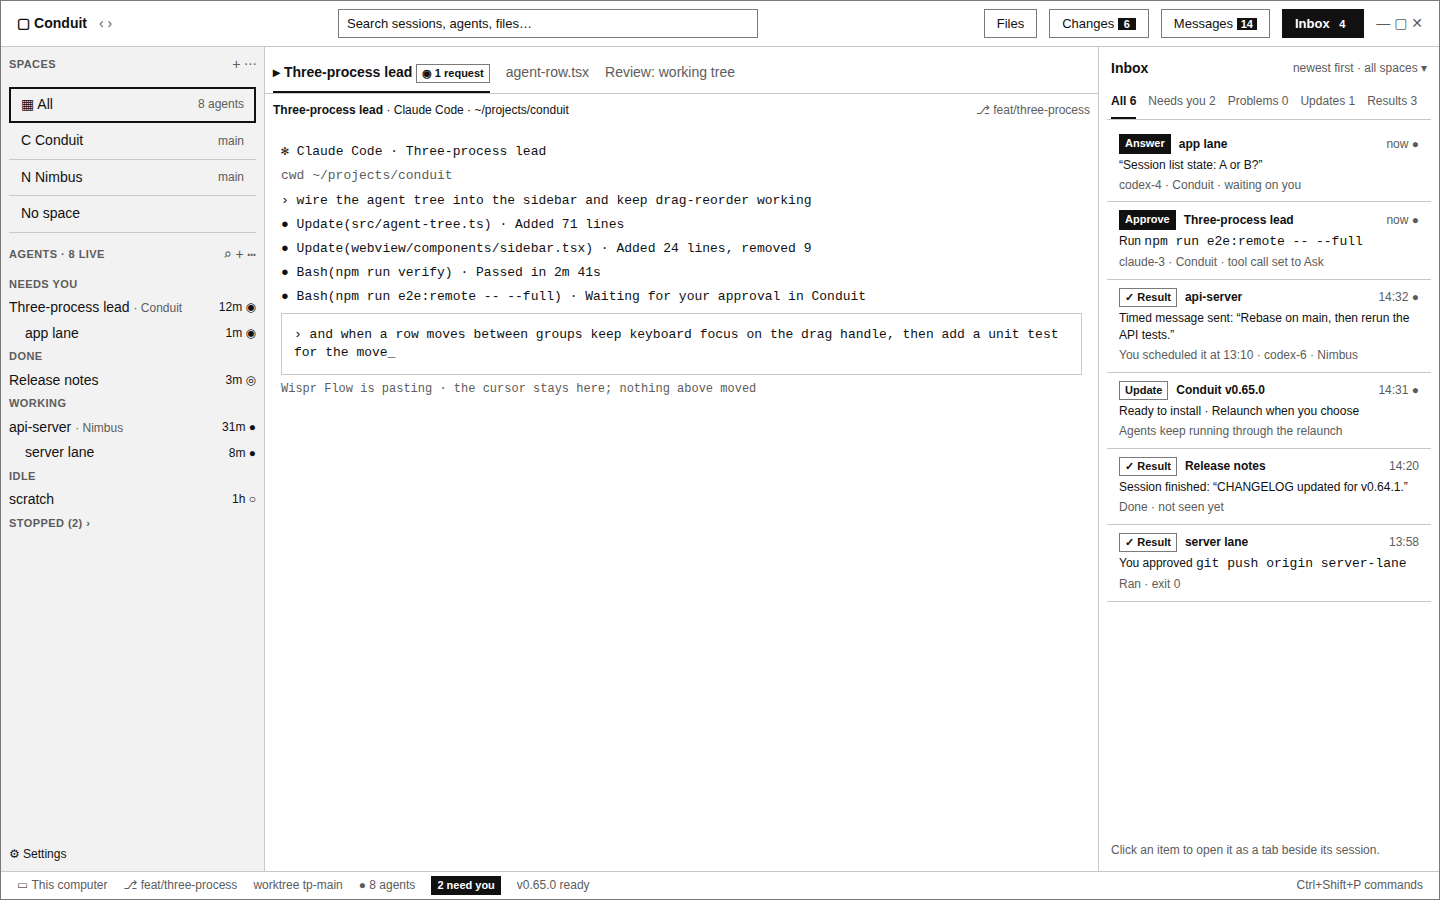 ▢ Conduit ‹ › Search sessions, agents, files… Files Changes 6 Messages 14 Inbox 4 — ▢ ✕
SPACES + ⋯
▦ All 8 agents
C Conduit main
N Nimbus main
No space
AGENTS · 8 LIVE ⌕ + ⋯
NEEDS YOU
Three-process lead · Conduit 12m ◉
app lane 1m ◉
DONE
Release notes 3m ◎
WORKING
api-server · Nimbus 31m ●
server lane 8m ●
IDLE
scratch 1h ○
STOPPED (2) ›
⚙ Settings
▸ Three-process lead ◉ 1 request agent-row.tsx Review: working tree
Three-process lead · Claude Code · ~/projects/conduit ⎇ feat/three-process
✻ Claude Code · Three-process lead
cwd ~/projects/conduit
› wire the agent tree into the sidebar and keep drag-reorder working
● Update(src/agent-tree.ts) · Added 71 lines
● Update(webview/components/sidebar.tsx) · Added 24 lines, removed 9
● Bash(npm run verify) · Passed in 2m 41s
● Bash(npm run e2e:remote -- --full) · Waiting for your approval in Conduit
› and when a row moves between groups keep keyboard focus on the drag handle, then add a unit test
for the move_
Wispr Flow is pasting · the cursor stays here; nothing above moved
Inbox newest first · all spaces ▾
All 6 Needs you 2 Problems 0 Updates 1 Results 3
Answer app lane now ●
“Session list state: A or B?”
codex-4 · Conduit · waiting on you
Approve Three-process lead now ●
Run npm run e2e:remote -- --full
claude-3 · Conduit · tool call set to Ask
✓ Result api-server 14:32 ●
Timed message sent: “Rebase on main, then rerun the
API tests.”
You scheduled it at 13:10 · codex-6 · Nimbus
Update Conduit v0.65.0 14:31 ●
Ready to install · Relaunch when you choose
Agents keep running through the relaunch
✓ Result Release notes 14:20
Session finished: “CHANGELOG updated for v0.64.1.”
Done · not seen yet
✓ Result server lane 13:58
You approved git push origin server-lane
Ran · exit 0
Click an item to open it as a tab beside its session.
▭ This computer ⎇ feat/three-process worktree tp-main ● 8 agents 2 need you v0.65.0 ready Ctrl+Shift+P commands